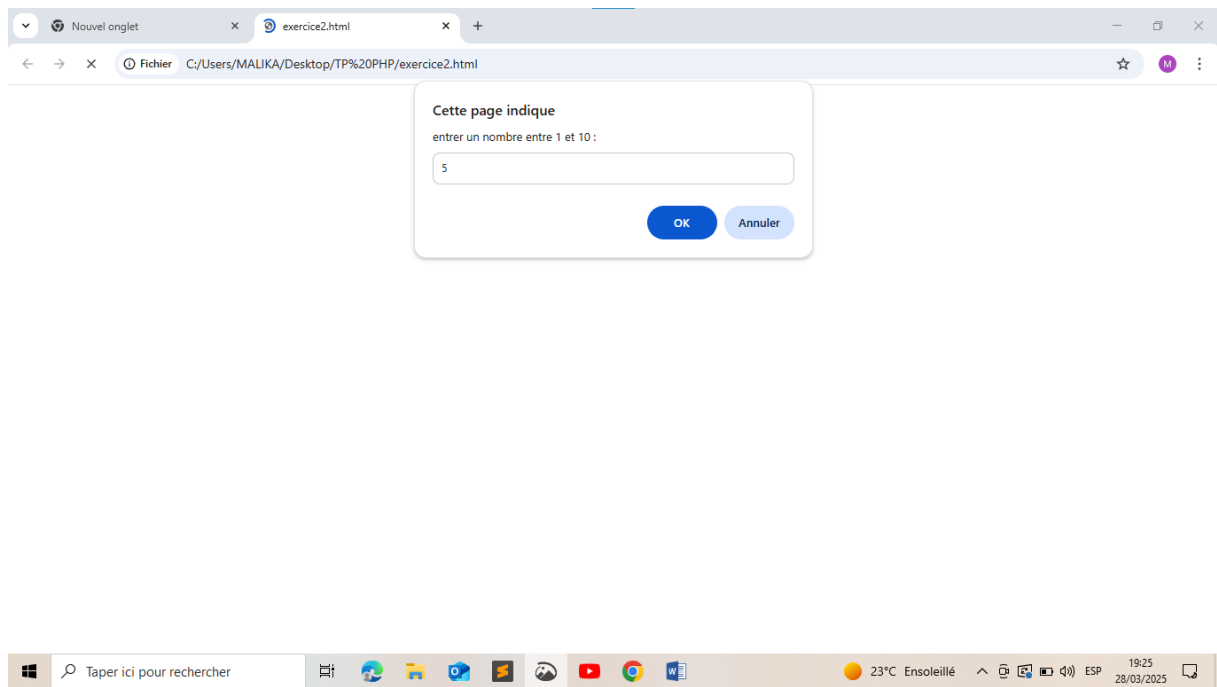 Nouvel onglet
exercice2.html
Fichier C:/Users/MALIKA/Desktop/TP%20PHP/exercice2.html
M
Cette page indique
entrer un nombre entre 1 et 10 :
5
OK Annuler
Taper ici pour rechercher
23°C Ensoleillé
ESP
19:25
28/03/2025